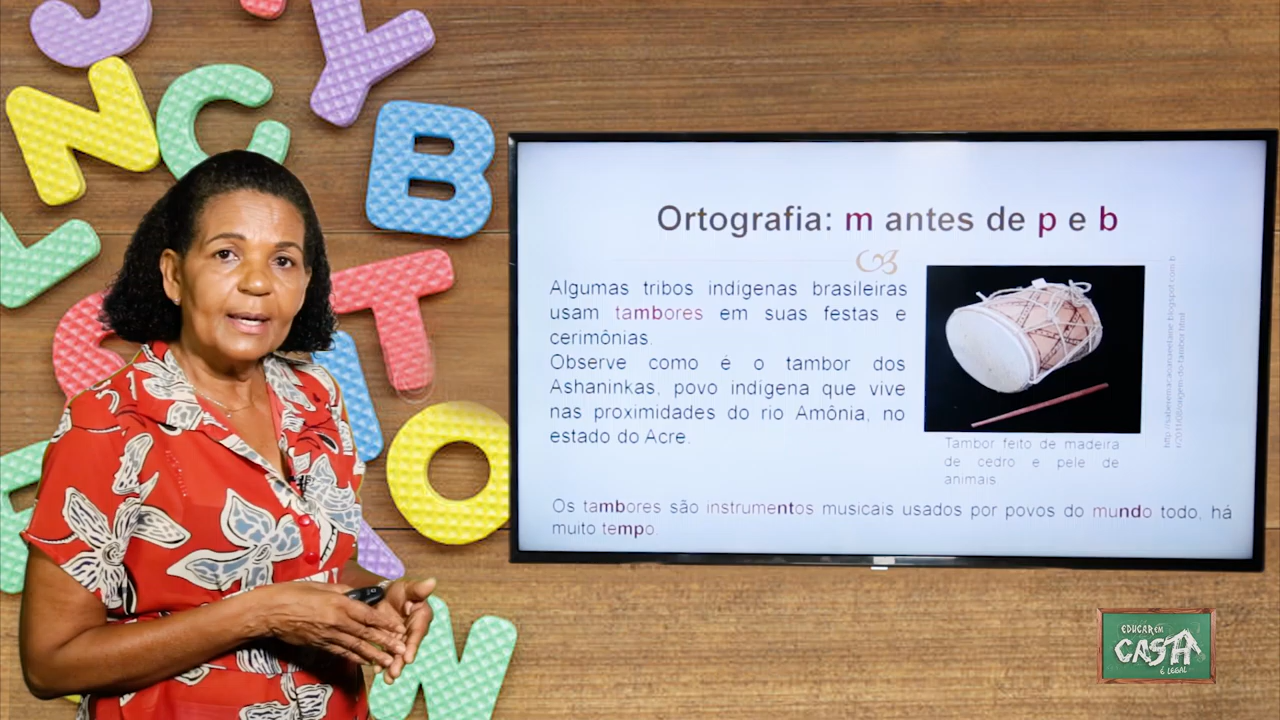 Ortografia: m antes de p e b
Algumas tribos indígenas brasileiras
usam tambores em suas festas e
cerimônias.
Observe como é o tambor dos
Ashaninkas, povo indígena que vive
nas proximidades do rio Amônia, no
estado do Acre.
Tambor feito de madeira
de cedro e pele de
animais
Os tambores são instrumentos musicais usados por povos do mundo todo, há
muito tempo.
J
Y
N
C
B
L
T
O
N
EDUCAR EM
CASA
É LEGAL